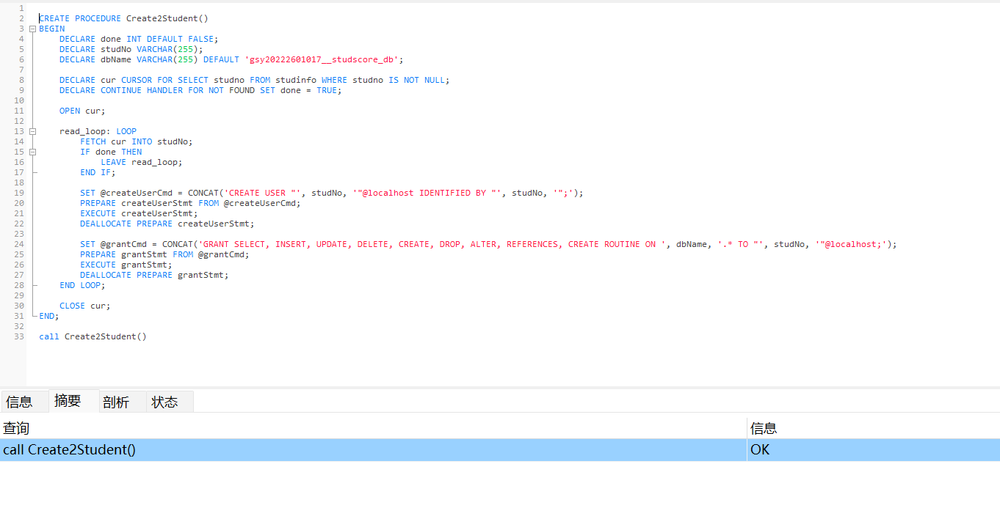 1
2 CREATE PROCEDURE Create2Student()
3 BEGIN
4 DECLARE done INT DEFAULT FALSE;
5 DECLARE studNo VARCHAR(255);
6 DECLARE dbName VARCHAR(255) DEFAULT 'gsy20222601017__studscore_db';
7
8 DECLARE cur CURSOR FOR SELECT studno FROM studinfo WHERE studno IS NOT NULL;
9 DECLARE CONTINUE HANDLER FOR NOT FOUND SET done = TRUE;
10
11 OPEN cur;
12
13 read_loop: LOOP
14 FETCH cur INTO studNo;
15 IF done THEN
16 LEAVE read_loop;
17 END IF;
18
19 SET @createUserCmd = CONCAT('CREATE USER "', studNo, '"@localhost IDENTIFIED BY "', studNo, '";');
20 PREPARE createUserStmt FROM @createUserCmd;
21 EXECUTE createUserStmt;
22 DEALLOCATE PREPARE createUserStmt;
23
24 SET @grantCmd = CONCAT('GRANT SELECT, INSERT, UPDATE, DELETE, CREATE, DROP, ALTER, REFERENCES, CREATE ROUTINE ON ', dbName, '.* TO "', studNo, '"@localhost;');
25 PREPARE grantStmt FROM @grantCmd;
26 EXECUTE grantStmt;
27 DEALLOCATE PREPARE grantStmt;
28 END LOOP;
29
30 CLOSE cur;
31 END;
32
33 call Create2Student()
信息 摘要 剖析 状态
查询 信息
call Create2Student() OK